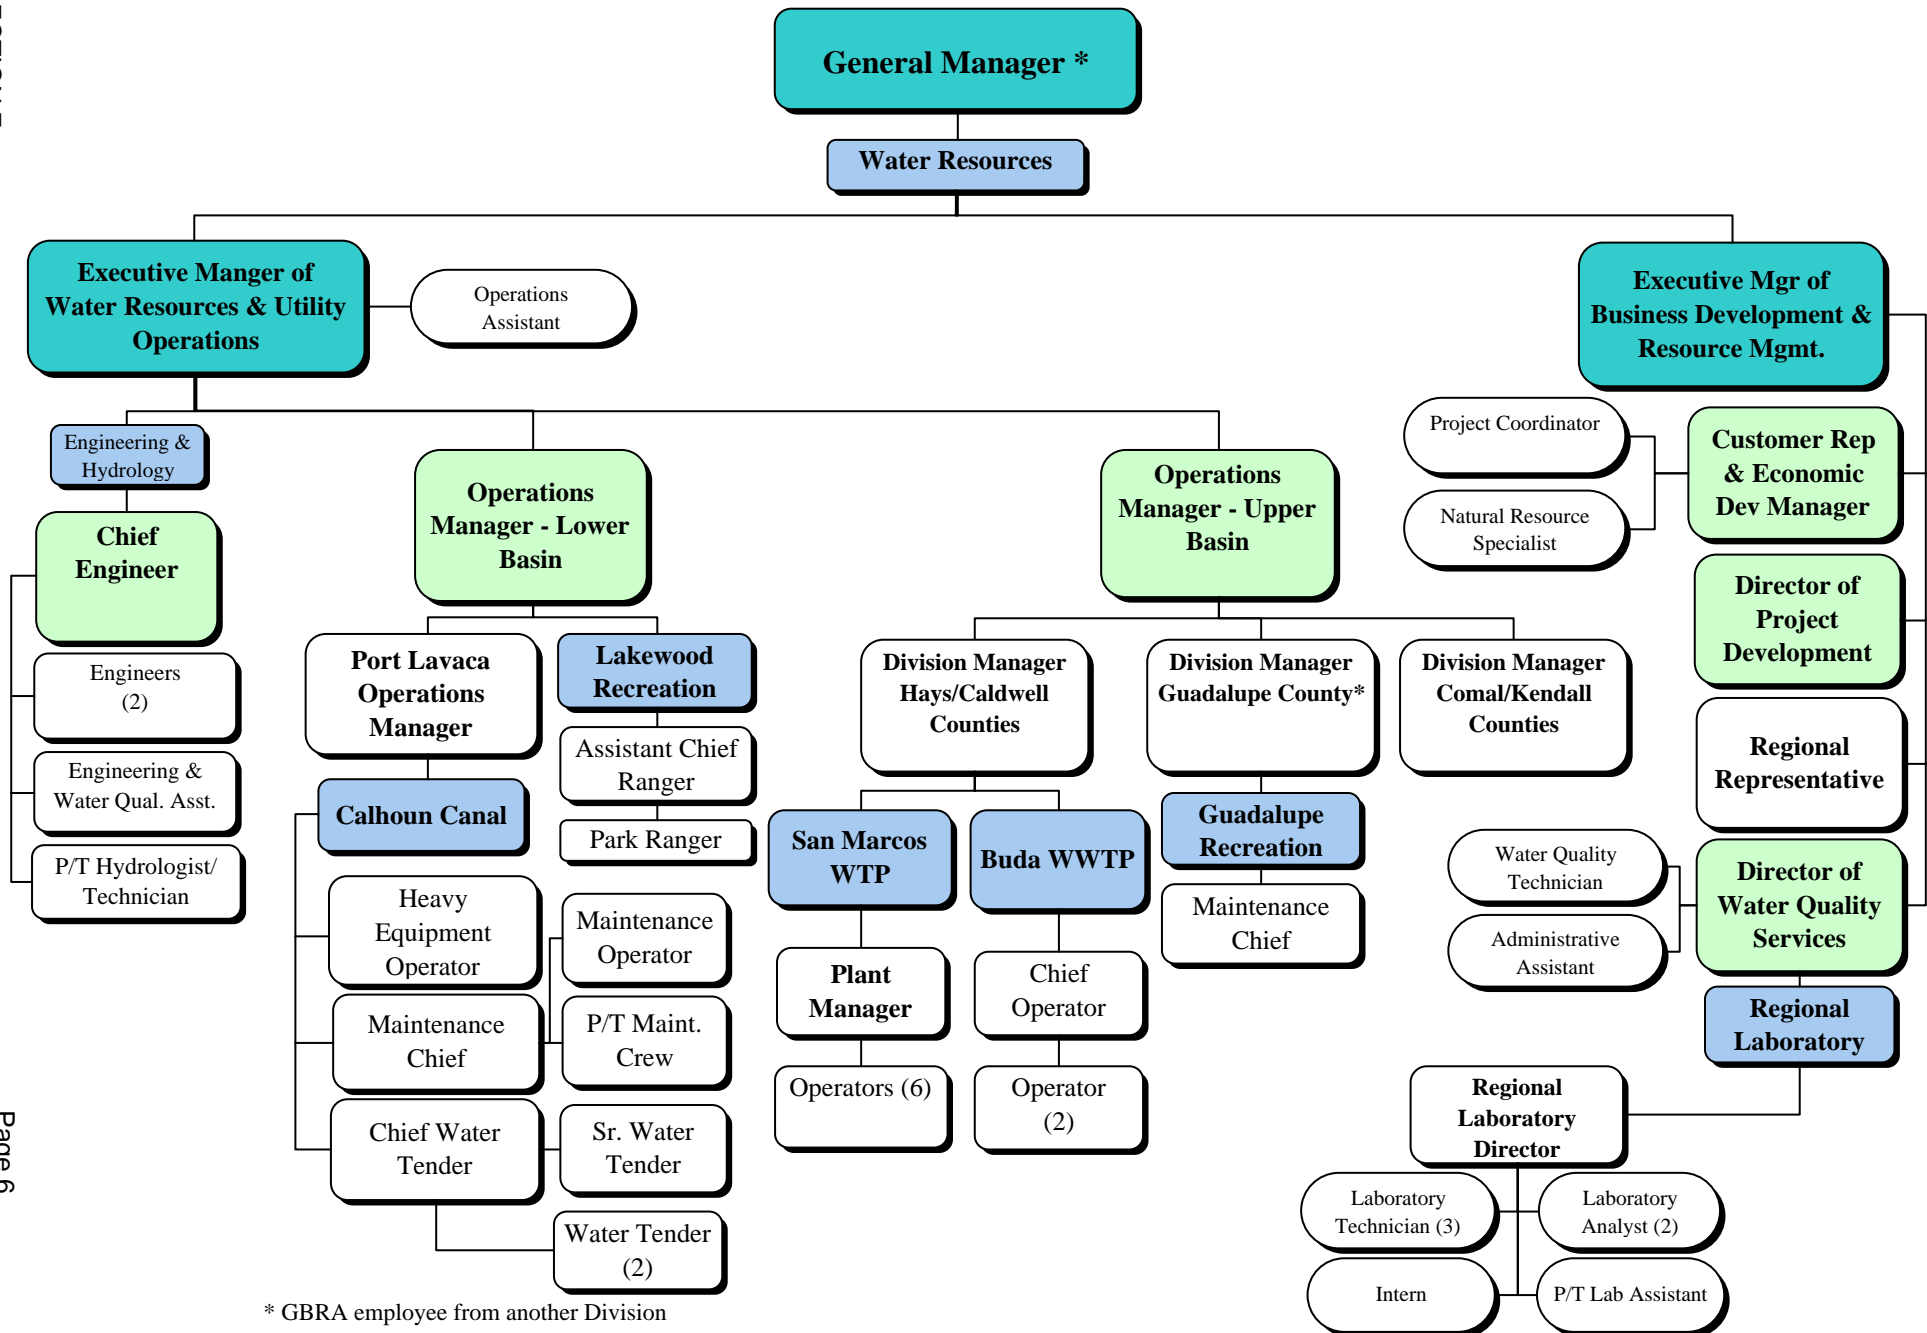 General Manager *
Water Resources
Executive Manger of
Water Resources & Utility
Operations
Operations
Assistant
Executive Mgr of
Business Development &
Resource Mgmt.
Engineering &
Hydrology
Chief
Engineer
Engineers
(2)
Engineering &
Water Qual. Asst.
P/T Hydrologist/
Technician
Operations
Manager - Lower
Basin
Port Lavaca
Operations
Manager
Lakewood
Recreation
Assistant Chief
Ranger
Park Ranger
Calhoun Canal
Heavy
Equipment
Operator
Maintenance
Operator
Maintenance
Chief
P/T Maint.
Crew
Chief Water
Tender
Sr. Water
Tender
Water Tender
(2)
Operations
Manager - Upper
Basin
Division Manager
Hays/Caldwell
Counties
Division Manager
Guadalupe County*
Division Manager
Comal/Kendall
Counties
San Marcos
WTP
Buda WWTP
Guadalupe
Recreation
Plant
Manager
Chief
Operator
Maintenance
Chief
Operators (6)
Operator
(2)
Project Coordinator
Natural Resource
Specialist
Customer Rep
& Economic
Dev Manager
Director of
Project
Development
Regional
Representative
Water Quality
Technician
Administrative
Assistant
Director of
Water Quality
Services
Regional
Laboratory
Regional
Laboratory
Director
Laboratory
Technician (3)
Laboratory
Analyst (2)
Intern
P/T Lab Assistant
* GBRA employee from another Division
Page 6